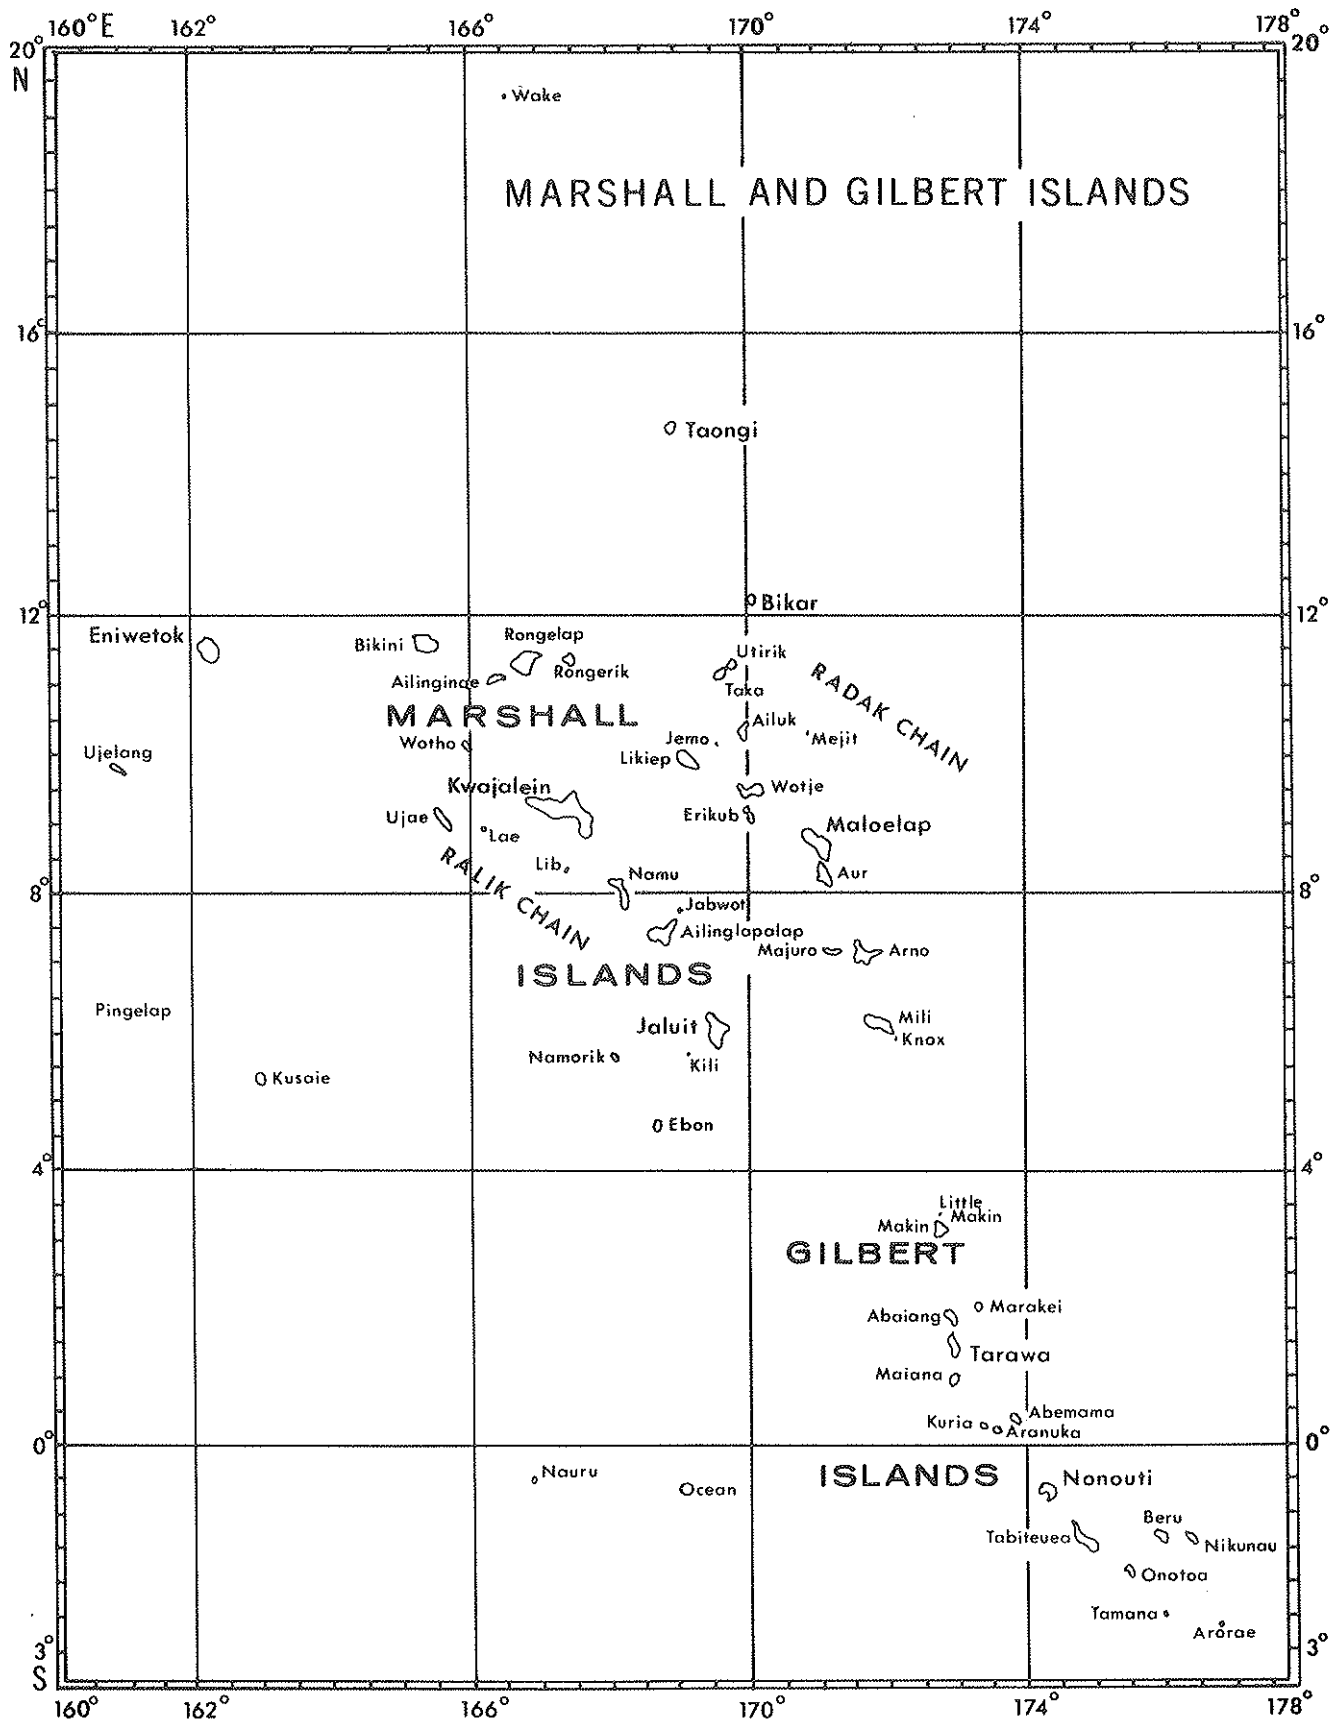 160° E 162° 166° 170° 174° 178°
20° 20°
N
Wake
MARSHALL AND GILBERT ISLANDS
16° 16°
Taongi
12° 12°
Bikar
Eniwetok
Bikini
Rongelap
Rongerik
Ailinginae
Utirik
Taka
RADAK CHAIN
MARSHALL
Ailuk
Mejit
Wotho
Jemo
Likiep
Ujelang
Kwajalein
Wotje
Erikub
Ujae
Lae
Maloelap
RALIK CHAIN
Lib
Namu
Aur
8° 8°
Jabwot
Ailinglapalap
Majuro
Arno
ISLANDS
Pingelap
Jaluit
Mili
Knox
Namorik
Kili
Kusaie
Ebon
4° 4°
Little
Makin
Makin
GILBERT
Marakei
Abaiang
Tarawa
Maiana
Abemama
Kuria
Aranuka
0° 0°
Nauru
Ocean
ISLANDS
Nonouti
Beru
Tabiteuea
Nikunau
Onotoa
Tamana
Arorae
3° 3°
S
160° 162° 166° 170° 174° 178°